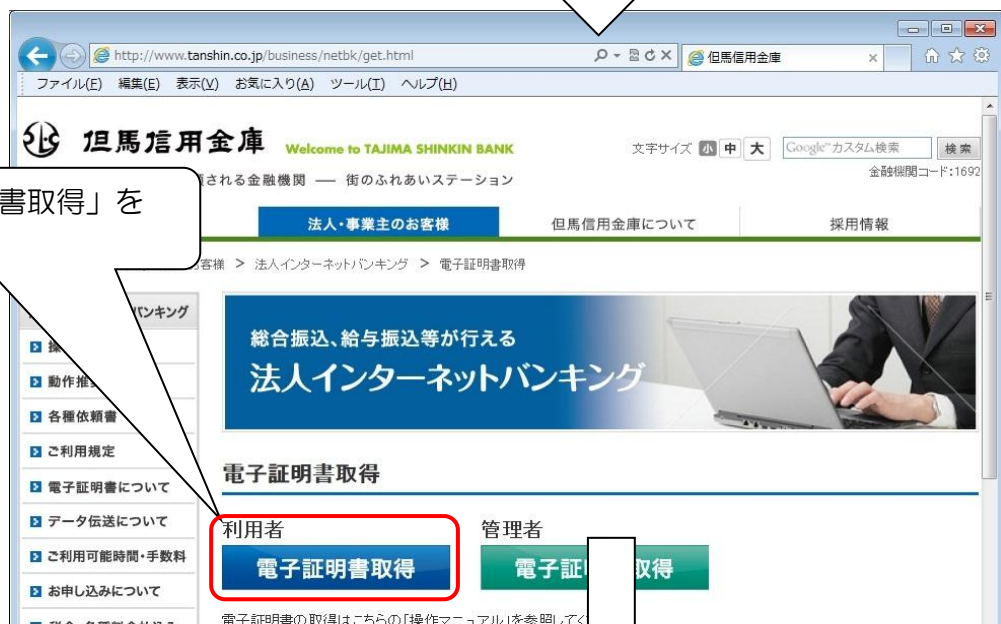 http://www.tanshin.co.jp/business/netbk/get.html
但馬信用金庫
ファイル(F) 編集(E) 表示(V) お気に入り(A) ツール(T) ヘルプ(H)
但馬信用金庫 Welcome to TAJIMA SHINKIN BANK
文字サイズ 小 中 大 Google™カスタム検索 検索
される金融機関 ── 街のふれあいステーション
金融機関コード:1692
書取得」を
法人・事業主のお客様 但馬信用金庫について 採用情報
客様 > 法人インターネットバンキング > 電子証明書取得
バンキング
総合振込、給与振込等が行える
法人インターネットバンキング
動作推
各種依頼書
ご利用規定
電子証明書について
データ伝送について
ご利用可能時間・手数料
お申し込みについて
電子証明書取得
利用者 管理者
電子証明書取得 電子証 取得
電子証明書の取得はこちらの「操作マニュアル」を参照してく